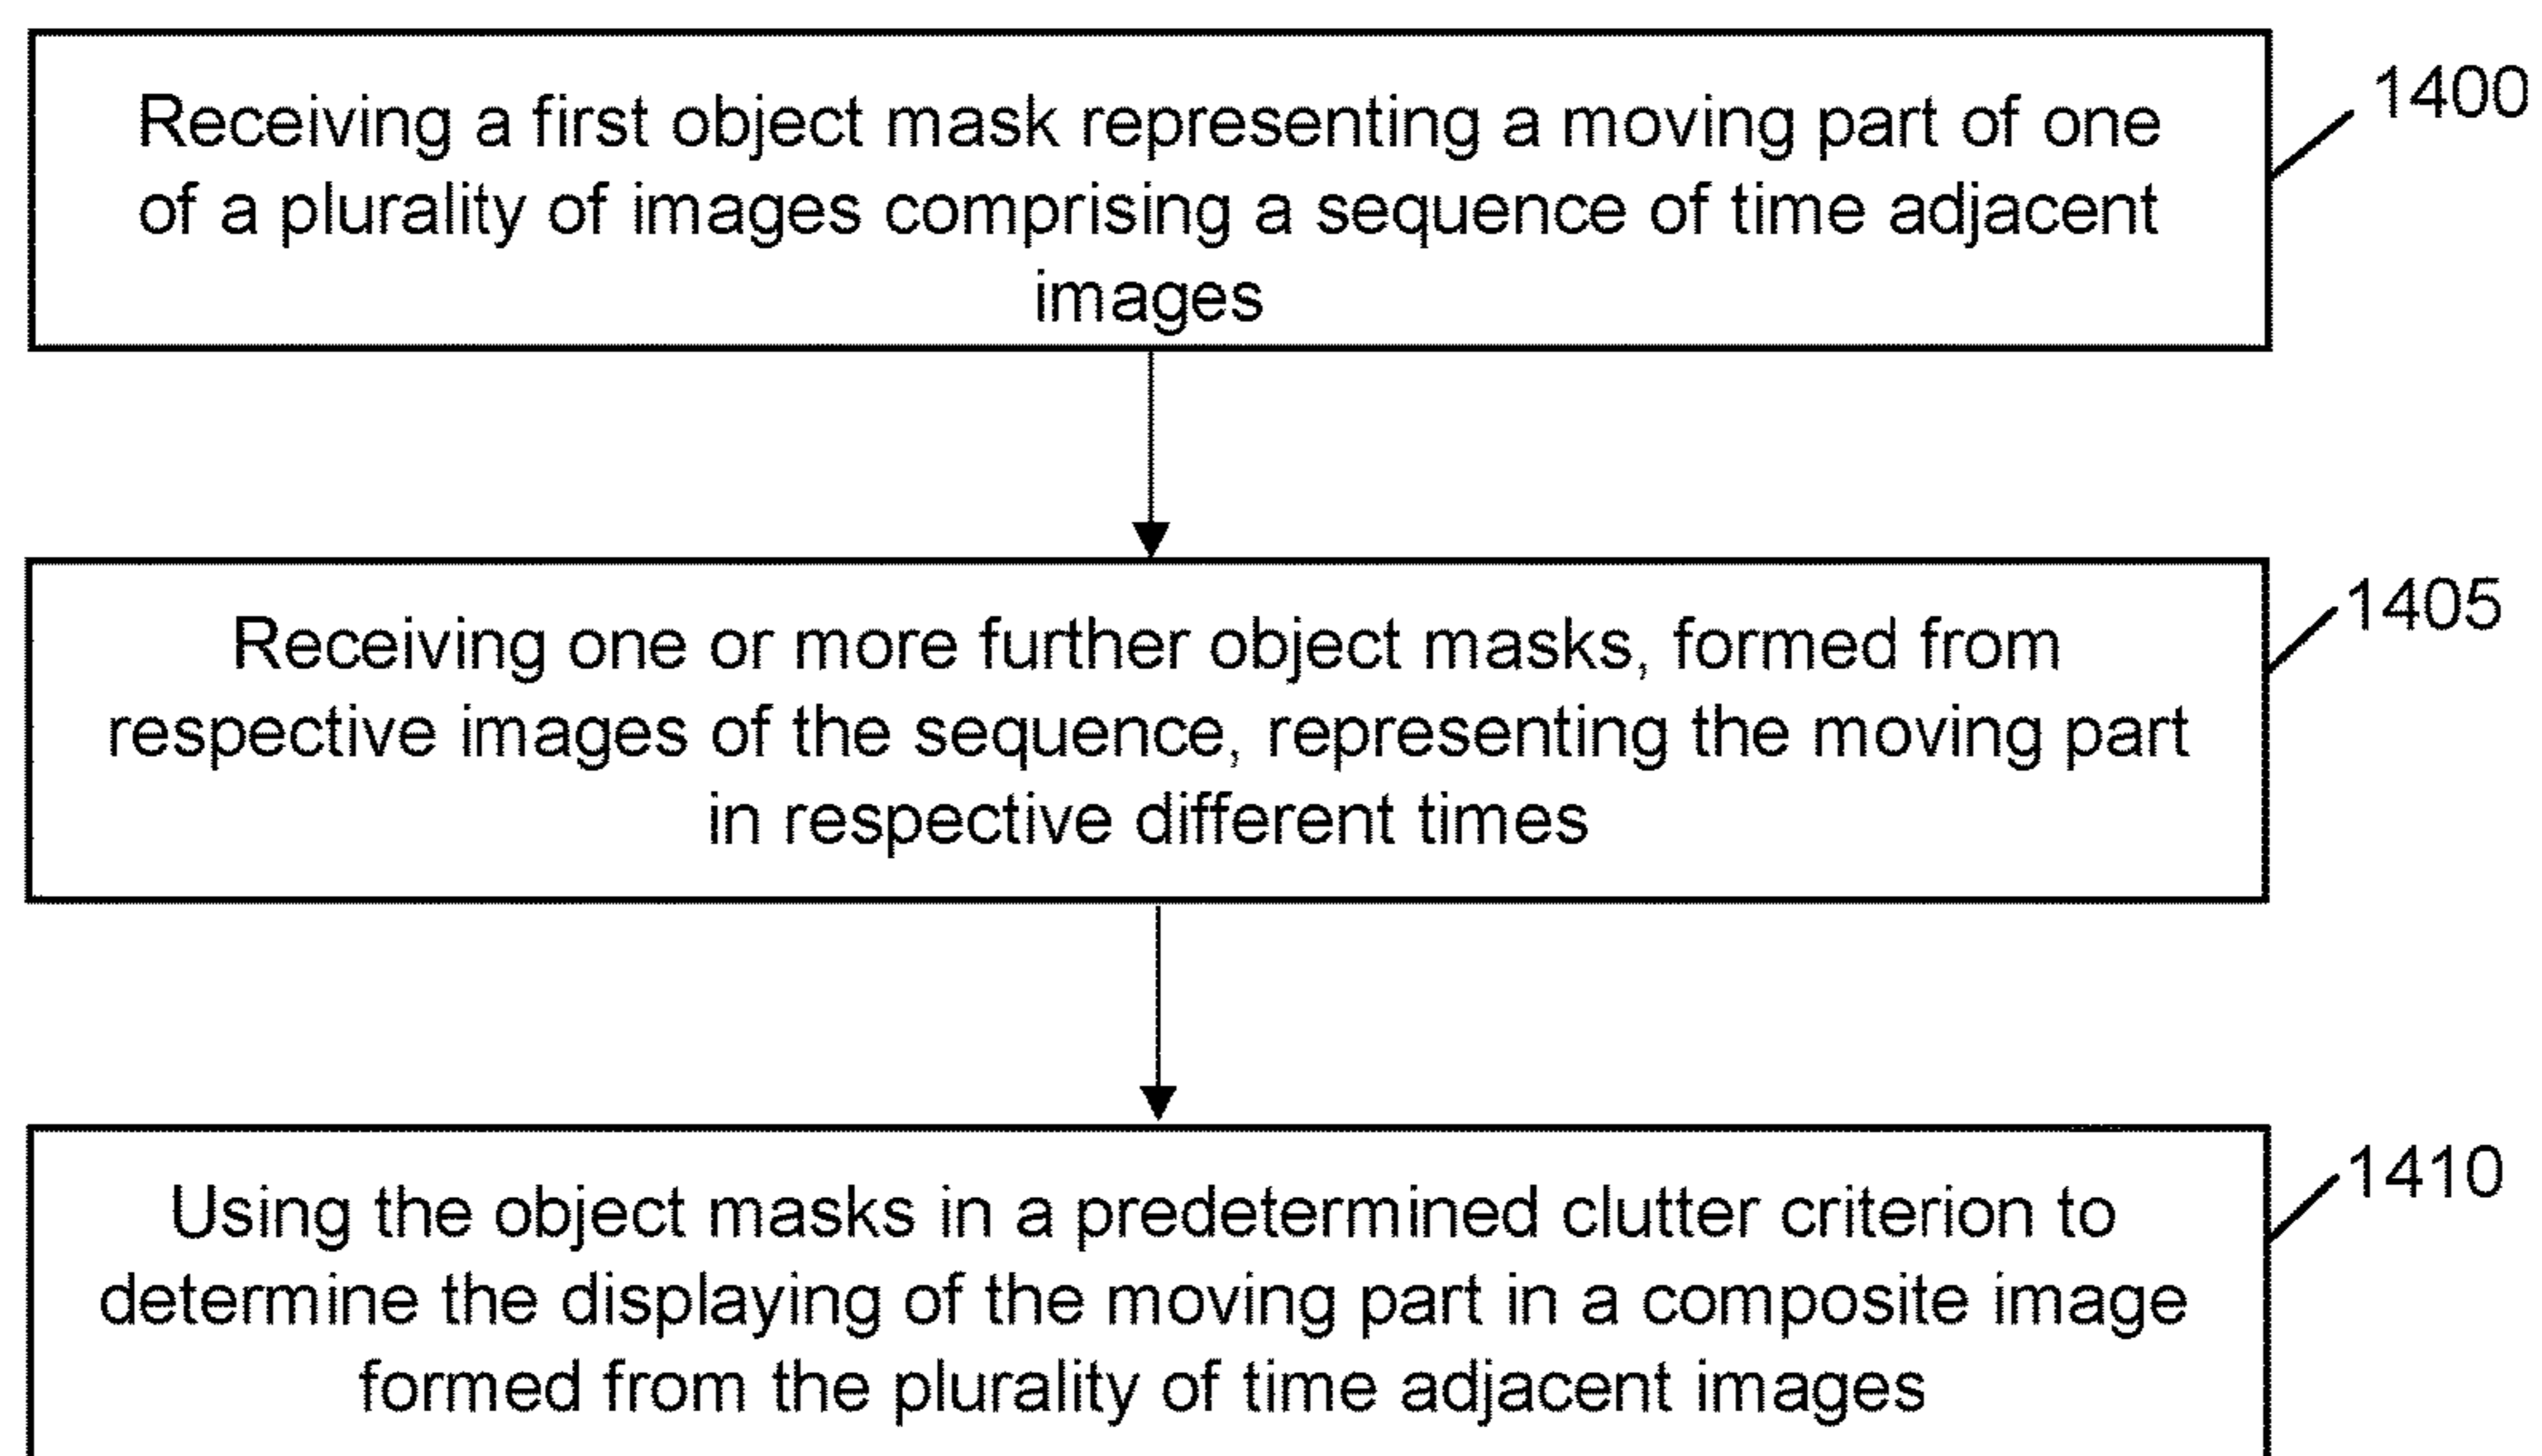 Receiving a first object mask representing a moving part of one
of a plurality of images comprising a sequence of time adjacent
images
1400
Receiving one or more further object masks, formed from
respective images of the sequence, representing the moving part
in respective different times
1405
Using the object masks in a predetermined clutter criterion to
determine the displaying of the moving part in a composite image
formed from the plurality of time adjacent images
1410